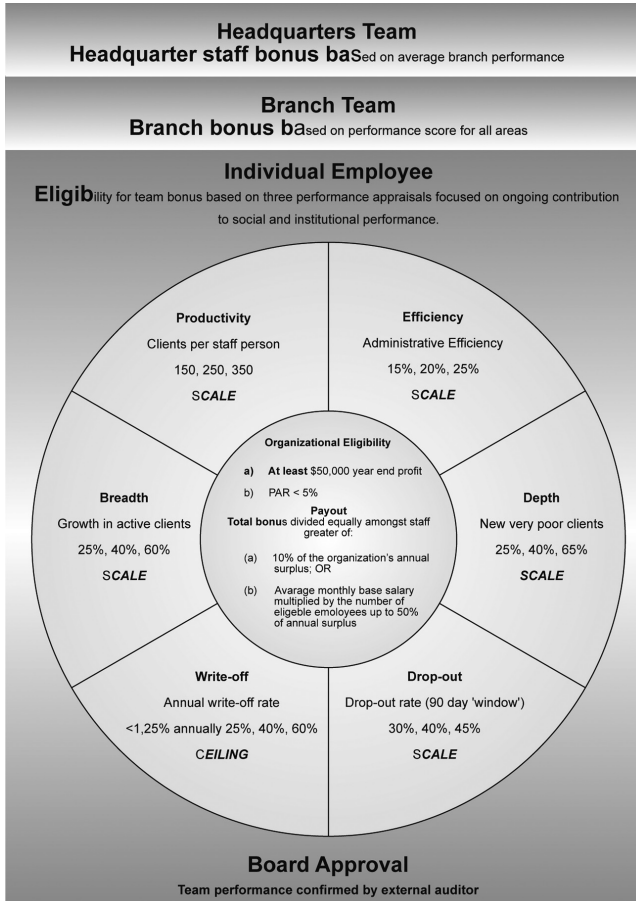 Headquarters Team
Headquarter staff bonus baSed on average branch performance
Branch Team
Branch bonus based on performance score for all areas
Individual Employee
Eligibility for team bonus based on three performance appraisals focused on ongoing contribution
to social and institutional performance.
Productivity
Clients per staff person
150, 250, 350
SCALE
Efficiency
Administrative Efficiency
15%, 20%, 25%
SCALE
Breadth
Growth in active clients
25%, 40%, 60%
SCALE
Organizational Eligibility
a) At least $50,000 year end profit
b) PAR < 5%
Payout
Total bonus divided equally amongst staff
greater of:
(a) 10% of the organization's annual
surplus; OR
(b) Avarage monthly base salary
multiplied by the number of
eligeble emoloyees up to 50%
of annual surplus
Depth
New very poor clients
25%, 40%, 65%
SCALE
Write-off
Annual write-off rate
<1,25% annually 25%, 40%, 60%
CEILING
Drop-out
Drop-out rate (90 day 'window')
30%, 40%, 45%
SCALE
Board Approval
Team performance confirmed by external auditor